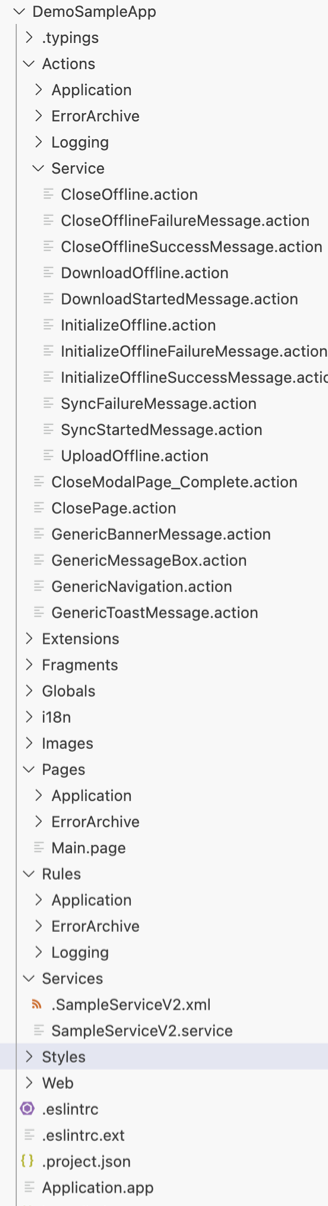 DemoSampleApp
.typings
Actions
Application
ErrorArchive
Logging
Service
CloseOffline.action
CloseOfflineFailureMessage.action
CloseOfflineSuccessMessage.action
DownloadOffline.action
DownloadStartedMessage.action
InitializeOffline.action
InitializeOfflineFailureMessage.action
InitializeOfflineSuccessMessage.actic
SyncFailureMessage.action
SyncStartedMessage.action
UploadOffline.action
CloseModalPage_Complete.action
ClosePage.action
GenericBannerMessage.action
GenericMessageBox.action
GenericNavigation.action
GenericToastMessage.action
Extensions
Fragments
Globals
i18n
Images
Pages
Application
ErrorArchive
Main.page
Rules
Application
ErrorArchive
Logging
Services
.SampleServiceV2.xml
SampleServiceV2.service
Styles
Web
.eslintrc
.eslintrc.ext
{} .project.json
Application.app